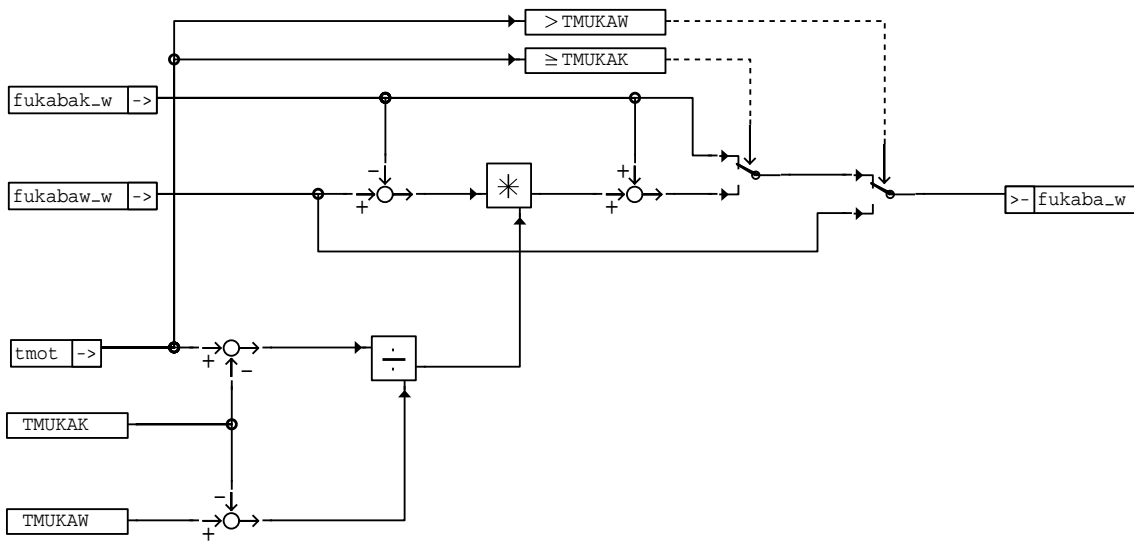 > TMUKAW
≥ TMUKAK
fukabak_w ->
fukabaw_w ->
>- fukaba_w
tmot ->
TMUKAK
TMUKAW
− + + +
+ −
− +